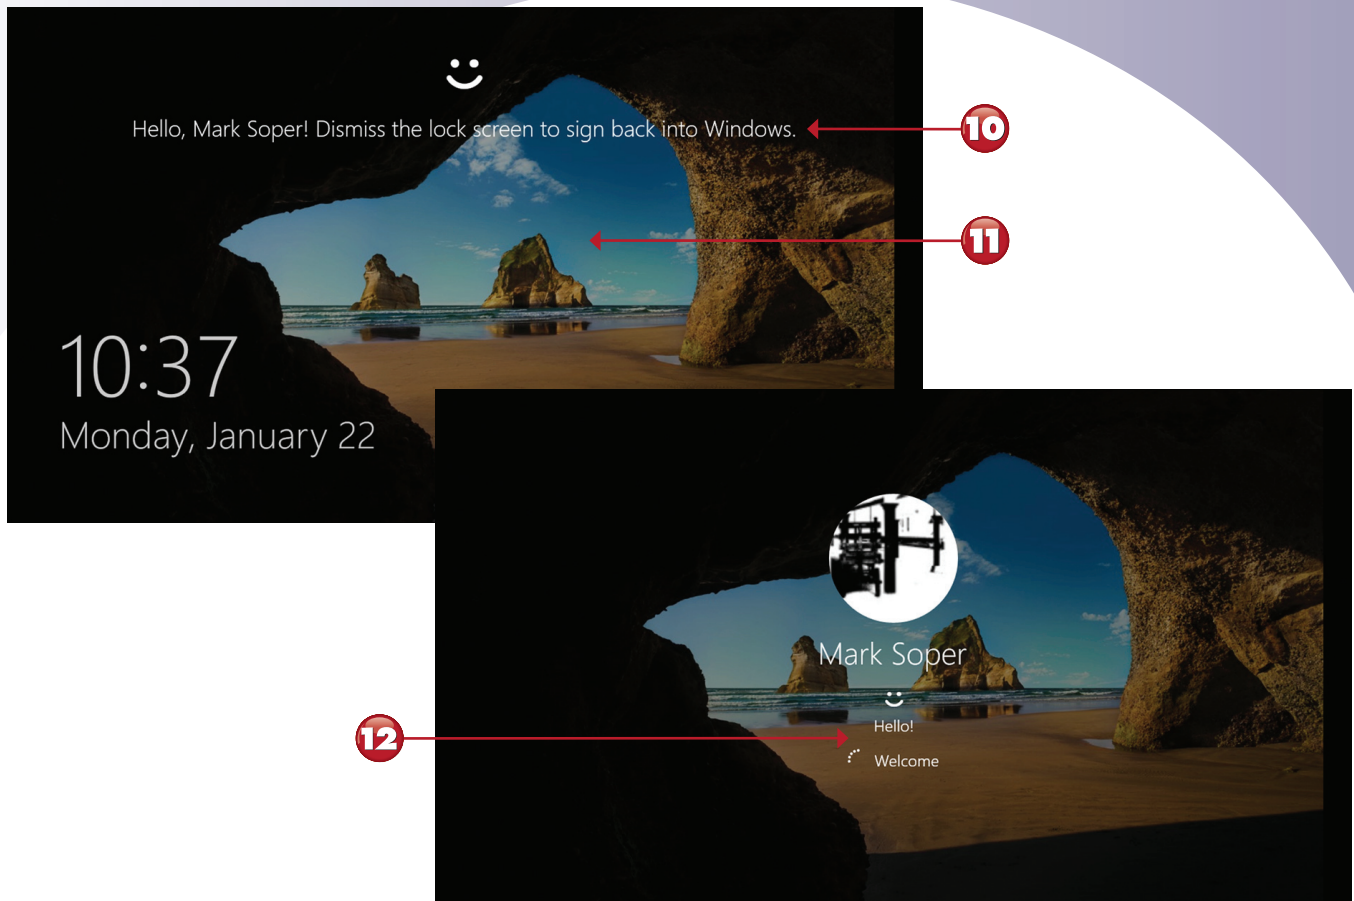 Hello, Mark Soper! Dismiss the lock screen to sign back into Windows.
10
11
10:37
Monday, January 22
Mark Soper
Hello!
12
Welcome